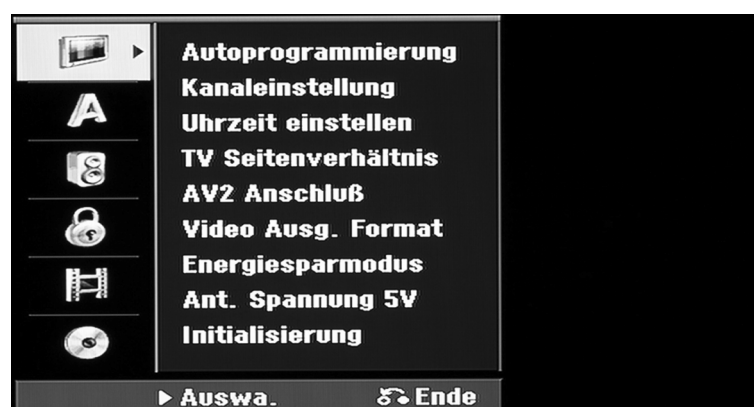 Autoprogrammierung
Kanaleinstellung
Uhrzeit einstellen
TV Seitenverhältnis
AV2 Anschluß
Video Ausg. Format
Energiesparmodus
Ant. Spannung 5V
Initialisierung
Auswa. Ende